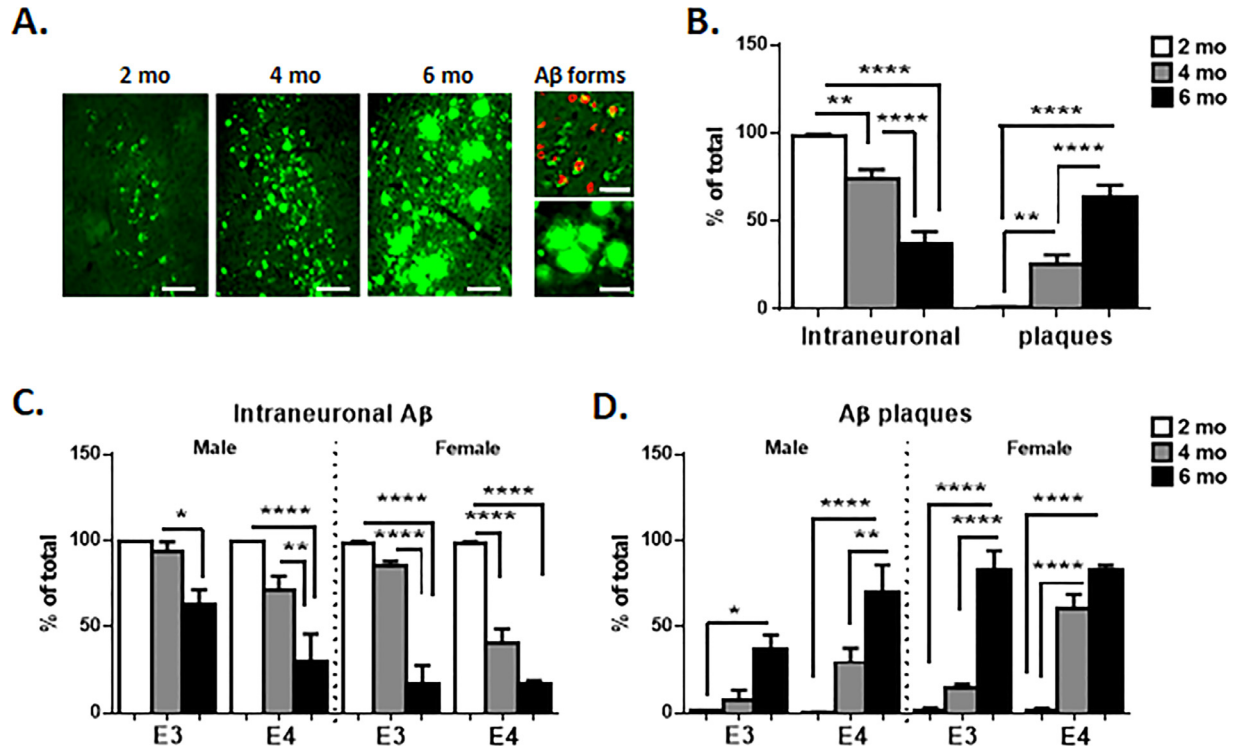 A.
2 mo 4 mo 6 mo Aβ forms
B.
150
100
50
0
% of total
** **** ****
** **** ****
Intraneuronal plaques
2 mo
4 mo
6 mo
C.
Intraneuronal Aβ
Male Female
150
100
50
0
% of total
* **** ** **** **** **** ****
E3 E4 E3 E4
D.
Aβ plaques
Male Female
150
100
50
0
% of total
* **** ** **** **** **** ****
E3 E4 E3 E4
2 mo
4 mo
6 mo